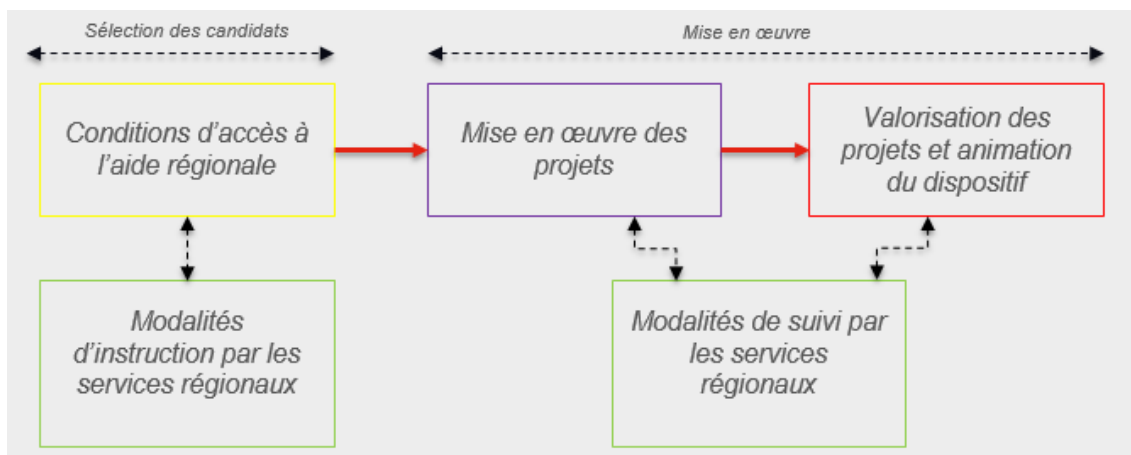 Sélection des candidats
Mise en œuvre
Conditions d'accès à
l'aide régionale
Mise en œuvre des
projets
Valorisation des
projets et animation
du dispositif
Modalités
d'instruction par les
services régionaux
Modalités de suivi par
les services
régionaux